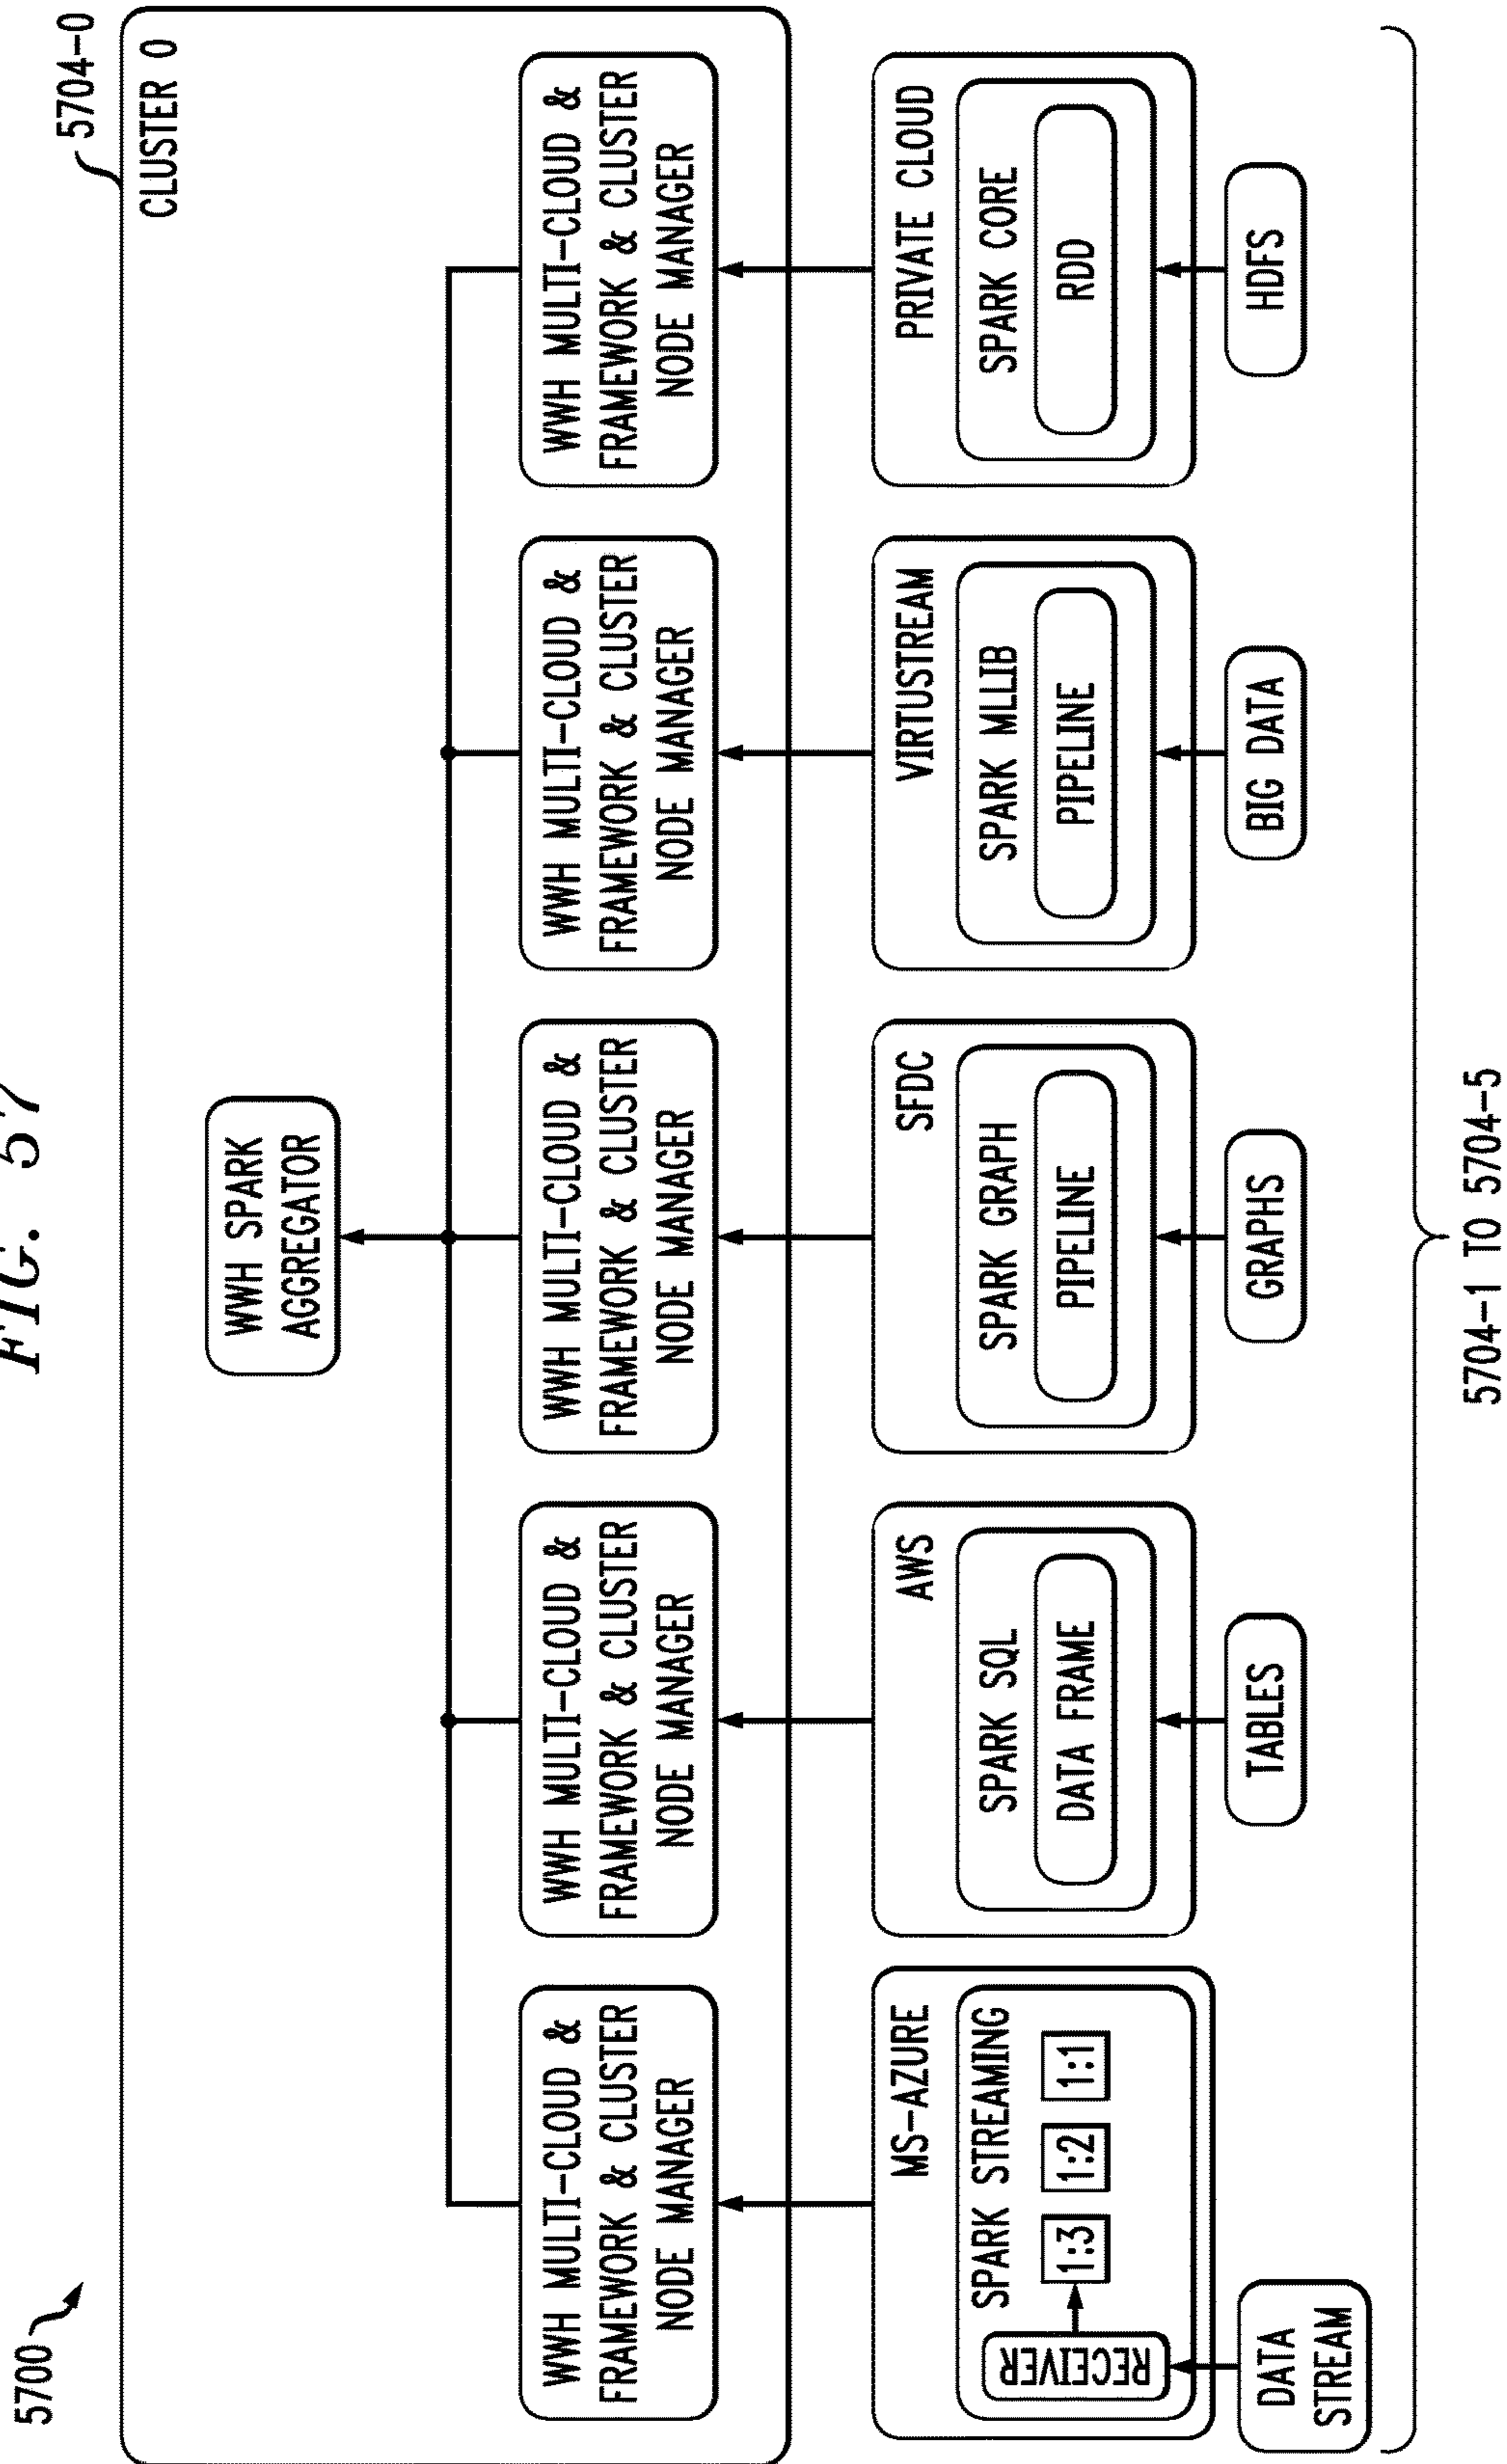 FIG. 57
5700
5704-0
CLUSTER 0
WWH SPARK
AGGREGATOR
WWH MULTI-CLOUD &
FRAMEWORK & CLUSTER
NODE MANAGER
WWH MULTI-CLOUD &
FRAMEWORK & CLUSTER
NODE MANAGER
WWH MULTI-CLOUD &
FRAMEWORK & CLUSTER
NODE MANAGER
WWH MULTI-CLOUD &
FRAMEWORK & CLUSTER
NODE MANAGER
WWH MULTI-CLOUD &
FRAMEWORK & CLUSTER
NODE MANAGER
MS-AZURE
SPARK STREAMING
RECEIVER
1:3
1:2
1:1
DATA
STREAM
AWS
SPARK SQL
DATA FRAME
TABLES
SFDC
SPARK GRAPH
PIPELINE
GRAPHS
VIRTUSTREAM
SPARK MLLIB
PIPELINE
BIG DATA
PRIVATE CLOUD
SPARK CORE
RDD
HDFS
5704-1 TO 5704-5